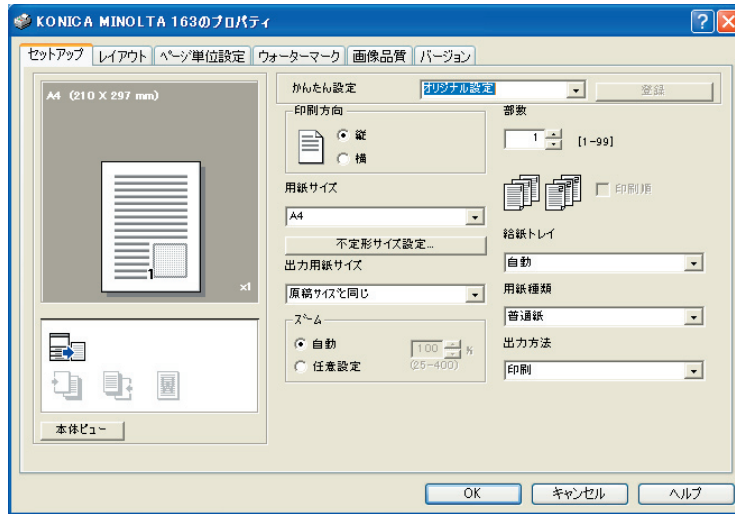 KONICA MINOLTA 163のプロパティ
セットアップ レイアウト ページ単位設定 ウォーターマーク 画像品質 バージョン
A4 (210 X 297 mm)
1
x1
本体ビュー
かんたん設定 オリジナル設定 登録
印刷方向
縦
横
用紙サイズ
A4
不定形サイズ設定...
出力用紙サイズ
原稿サイズと同じ
ズーム
自動
任意設定
100 %
(25-400)
部数
1 [1-99]
印刷順
給紙トレイ
自動
用紙種類
普通紙
出力方法
印刷
OK キャンセル ヘルプ